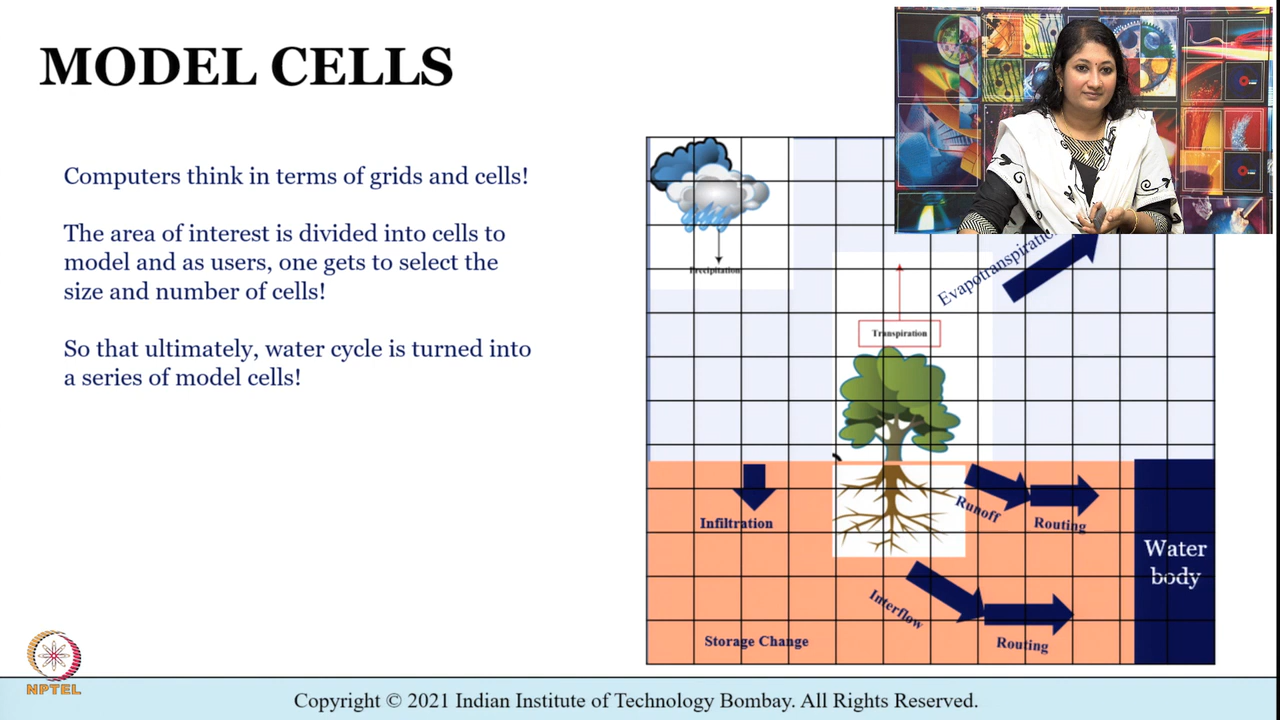 MODEL CELLS
Computers think in terms of grids and cells!
The area of interest is divided into cells to
model and as users, one gets to select the
size and number of cells!
So that ultimately, water cycle is turned into
a series of model cells!
Precipitation
Evapotranspiratio
Transpiration
Infiltration
Runoff
Routing
Water
body
Interflow
Routing
Storage Change
NPTEL
Copyright © 2021 Indian Institute of Technology Bombay. All Rights Reserved.